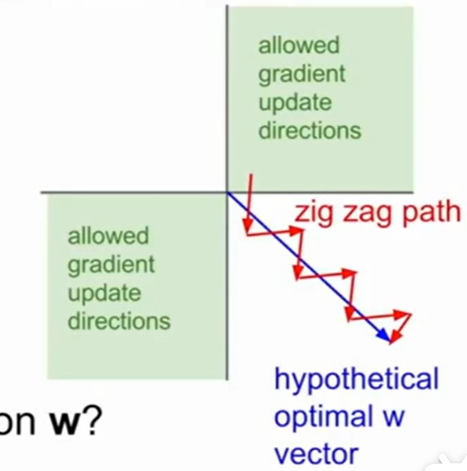 allowed
gradient
update
directions
zig zag path
allowed
gradient
update
directions
hypothetical
optimal w
vector
on w?